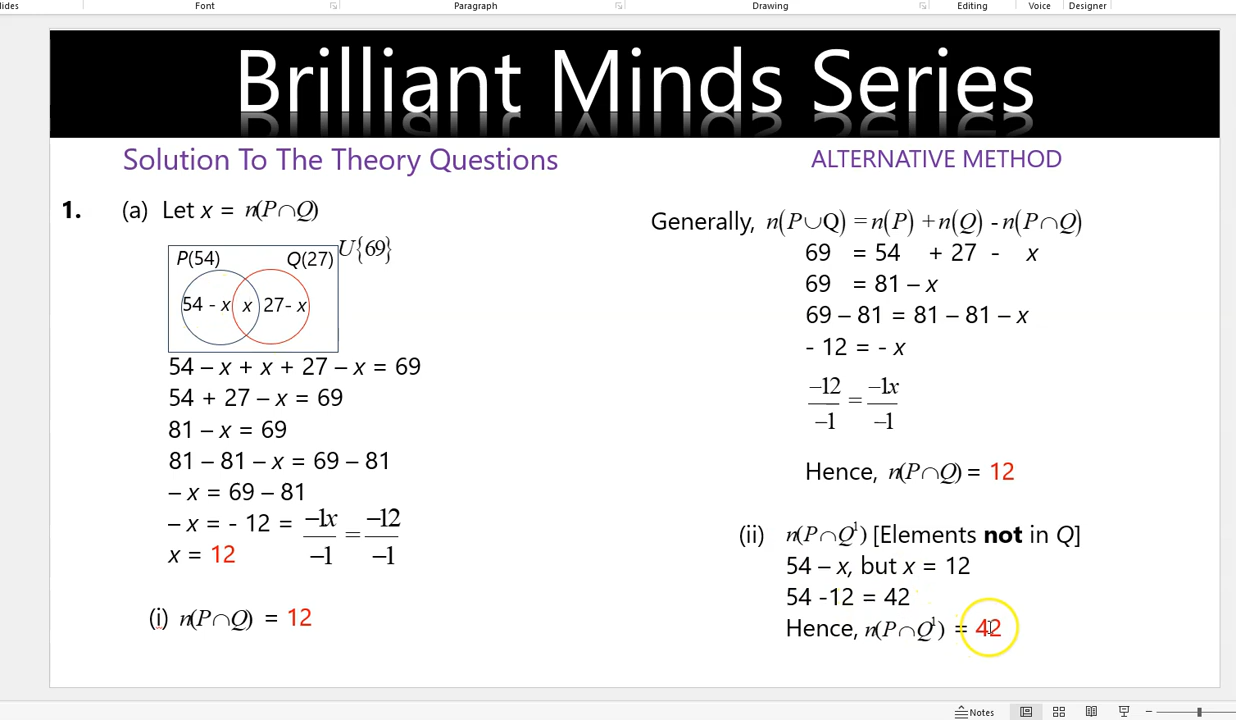 lides Font Paragraph Drawing Editing Voice Designer
Brilliant Minds Series
Solution To The Theory Questions
1. (a) Let x = n(P∩Q)
U{69}
P(54) Q(27)
54 - x x 27- x
54 – x + x + 27 – x = 69
54 + 27 – x = 69
81 – x = 69
81 – 81 – x = 69 – 81
– x = 69 – 81
– x = - 12 = –1x/–1 = –12/–1
x = 12
(i) n(P∩Q) = 12
ALTERNATIVE METHOD
Generally, n(P∪Q) = n(P) + n(Q) - n(P∩Q)
69 = 54 + 27 - x
69 = 81 – x
69 – 81 = 81 – 81 – x
- 12 = - x
–12/–1 = –1x/–1
Hence, n(P∩Q) = 12
(ii) n(P∩Q¹) [Elements not in Q]
54 – x, but x = 12
54 -12 = 42
Hence, n(P∩Q¹) = 42
Notes